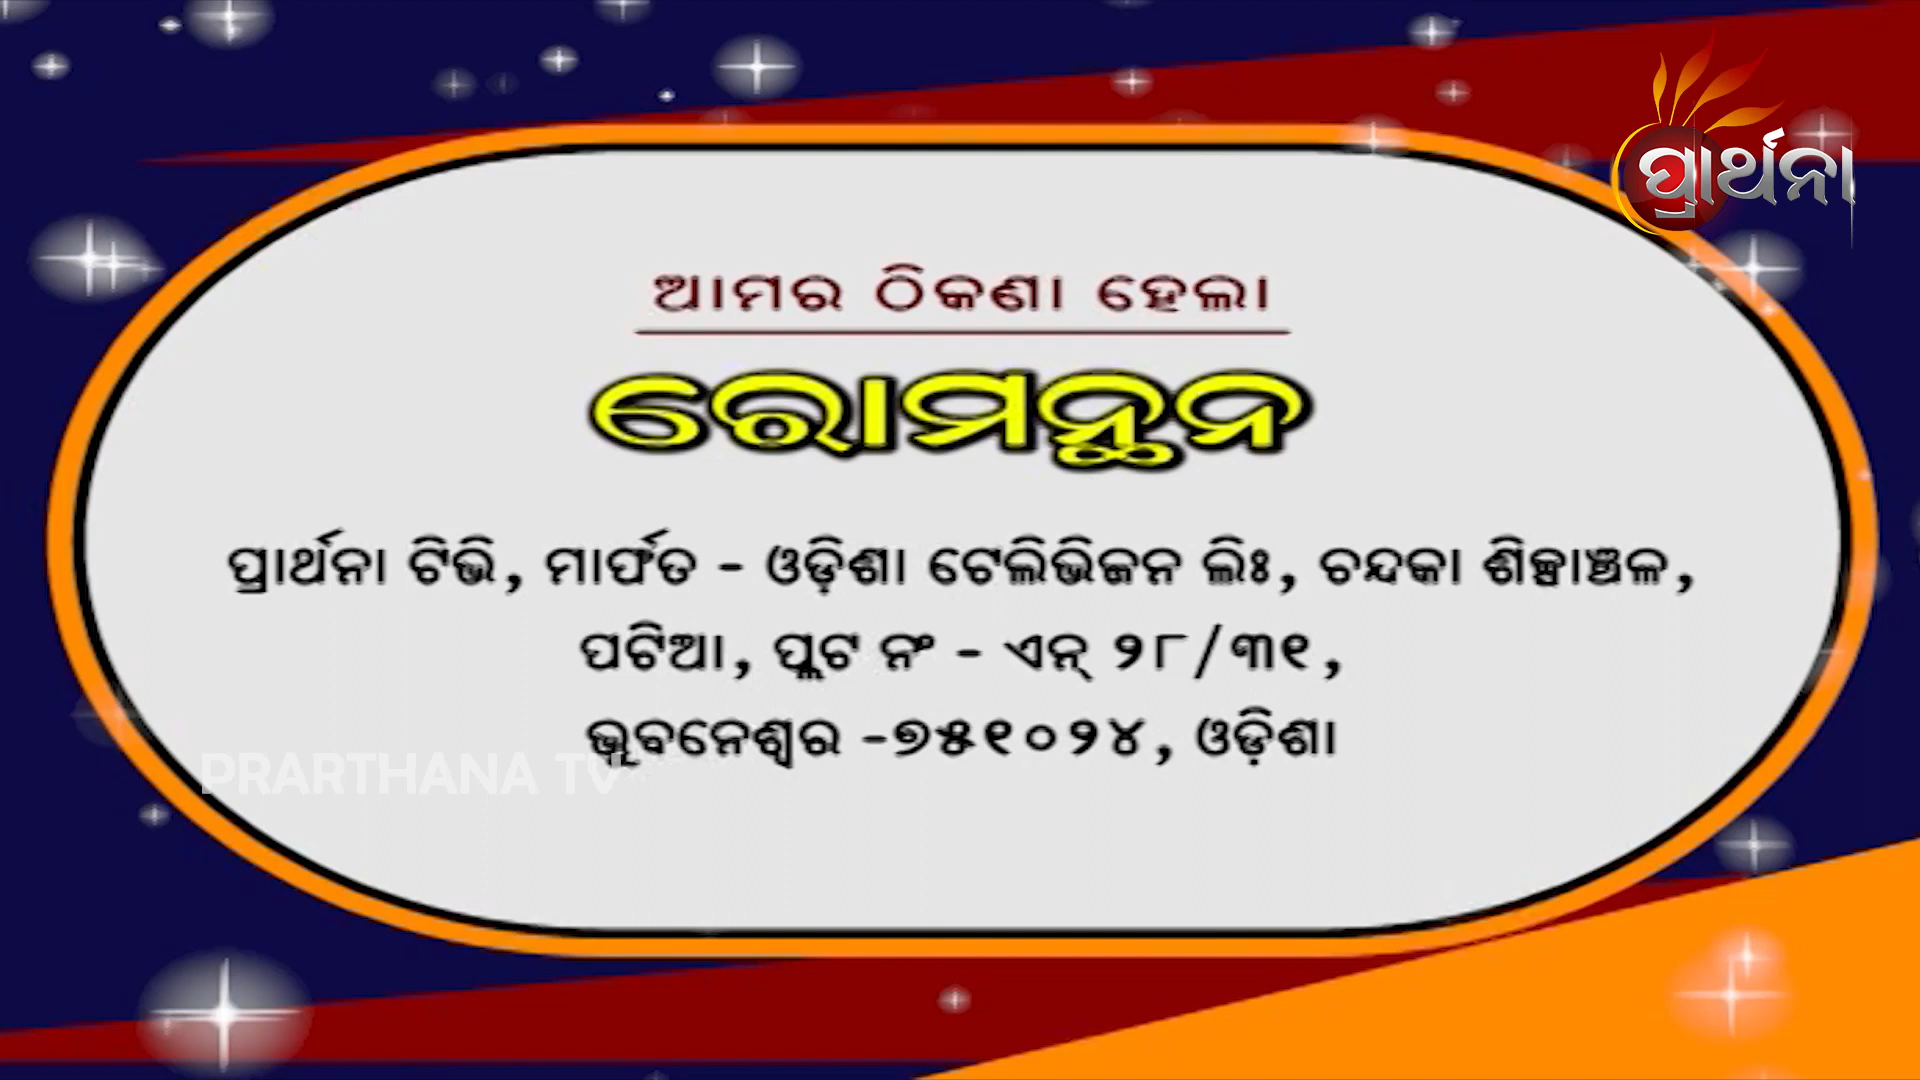 ପ୍ରାର୍ଥନା
ଆମର ଠିକଣା ହେଲା
ରୋମନ୍ଥନ
ପ୍ରାର୍ଥନା ଟିଭି, ମାର୍ଫତ - ଓଡ଼ିଶା ଟେଲିଭିଜନ ଲିଃ, ଚନ୍ଦକା ଶିଳ୍ପାଞ୍ଚଳ,
ପଟିଆ, ପ୍ଲଟ ନଂ - ଏନ୍ ୨୮/୩୧,
ଭୁବନେଶ୍ୱର -୭୫୧୦୨୪, ଓଡ଼ିଶା
PRARTHANA TV